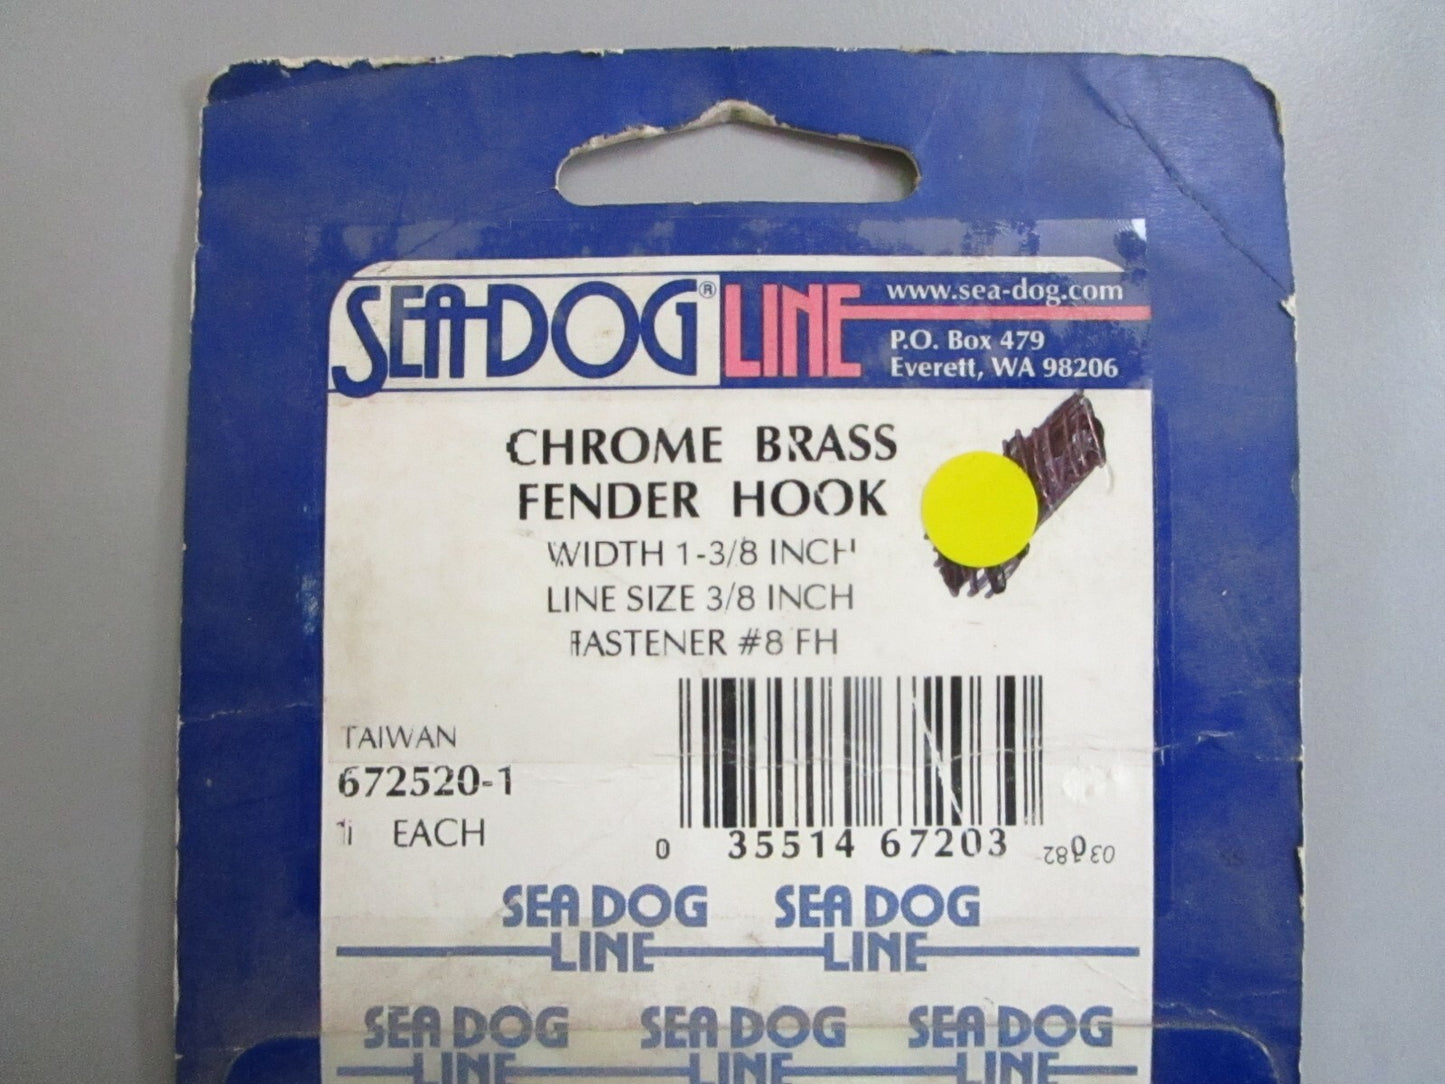 SEA-DOG® LINE
www.sea-dog.com
P.O. Box 479
Everett, WA 98206
CHROME BRASS
FENDER HOOK
WIDTH 1-3/8 INCH
LINE SIZE 3/8 INCH
FASTENER #8 FH
TAIWAN
672520-1
1 EACH
0 35514 67203 0
SEA DOG LINE SEA DOG LINE
SEA DOG LINE SEA DOG LINE SEA DOG LINE